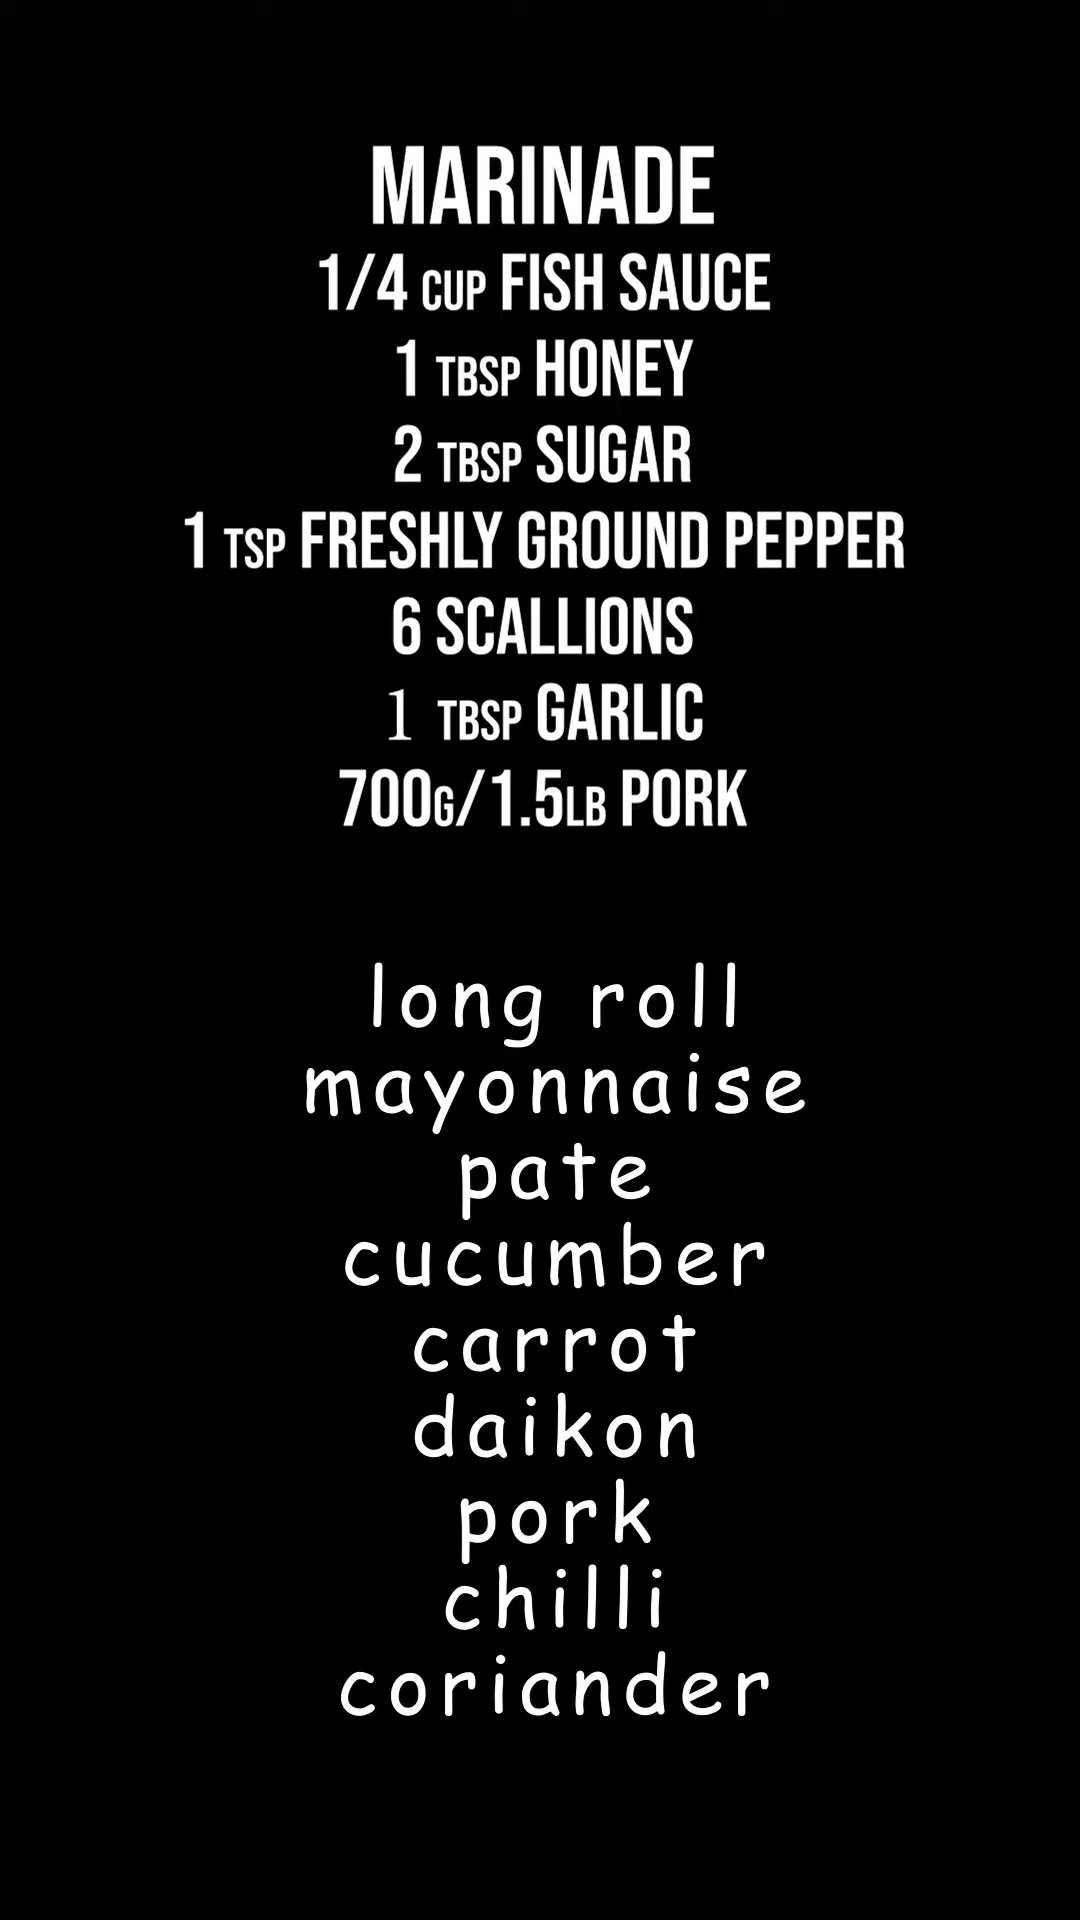 MARINADE
1/4 CUP FISH SAUCE
1 TBSP HONEY
2 TBSP SUGAR
1 TSP FRESHLY GROUND PEPPER
6 SCALLIONS
1 TBSP GARLIC
700G/1.5LB PORK
long roll
mayonnaise
pate
cucumber
carrot
daikon
pork
chilli
coriander